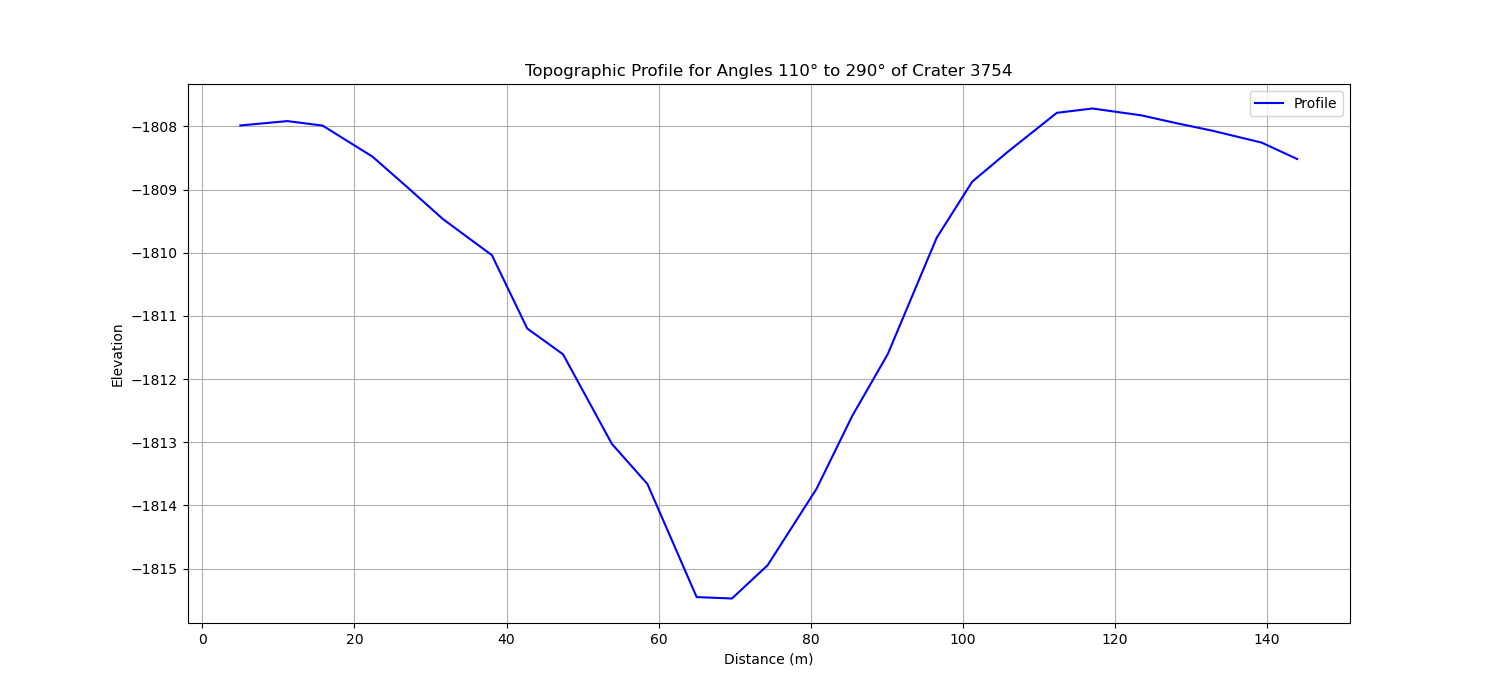 Topographic Profile for Angles 110° to 290° of Crater 3754
Profile
−1808
−1809
−1810
−1811
−1812
−1813
−1814
−1815
Elevation
0 20 40 60 80 100 120 140
Distance (m)